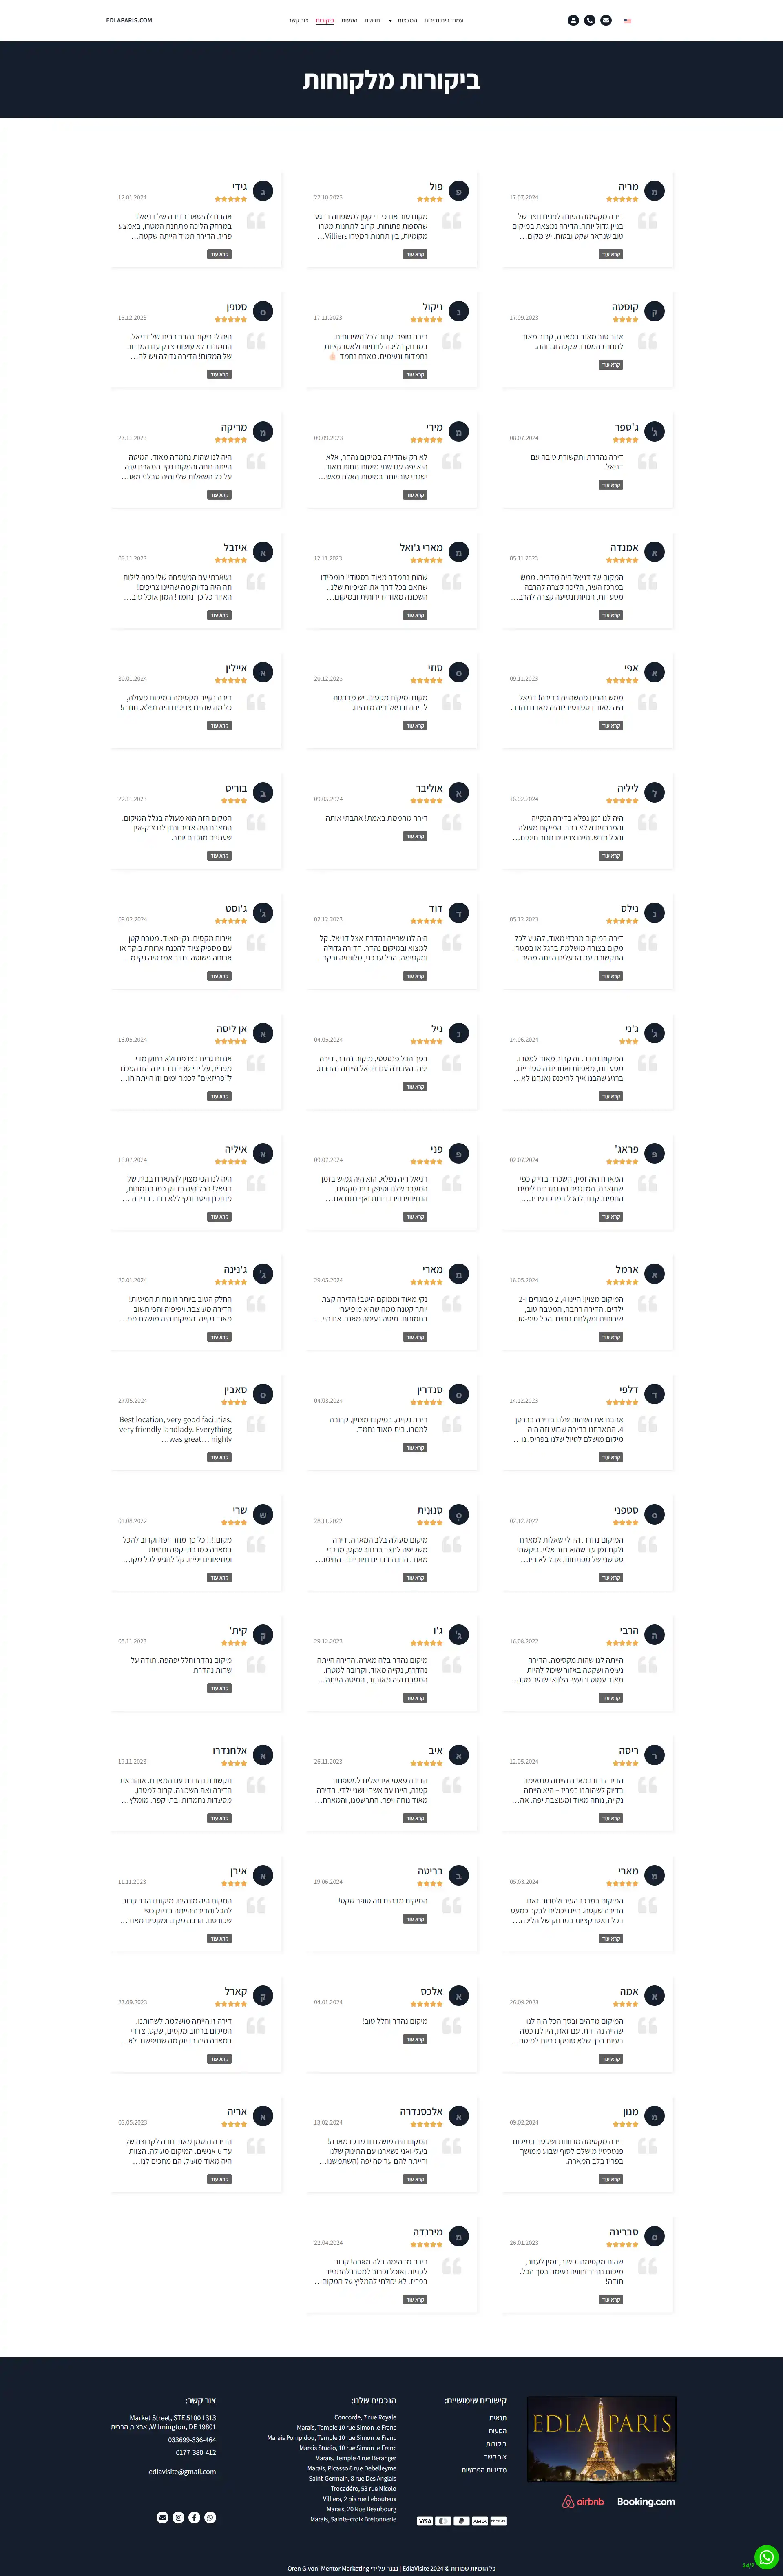 EDLAPARIS.COM
עמוד בית ודירות
המלצות
תנאים
הסעות
ביקורות
צור קשר
ביקורות מלקוחות
מ
מריה
17.07.2024
דירה מקסימה הפונה לפנים חצר של
בניין גדול יותר. הדירה נמצאת במיקום
טוב שנראה שקט ובטוח. יש מקום…
קרא עוד
פ
פול
22.10.2023
מקום טוב אם כי די קטן למשפחה ברגע
שהספות פתוחות. קרוב לתחנות מטרו
מקומיות, בין תחנות המטרו Villiers…
קרא עוד
ג
גידי
12.01.2024
אהבנו להישאר בדירה של דניאל!
במרחק הליכה מתחנת המטרו, באמצע
פריז. הדירה תמיד הייתה שקטה…
קרא עוד
ק
קוסטה
17.09.2023
אזור טוב מאוד במארה, קרוב מאוד
לתחנת המטרו. שקטה וגבוהה.
קרא עוד
נ
ניקול
17.11.2023
דירה סופר. קרוב לכל השירותים.
במרחק הליכה לחנויות ולאטרקציות
נחמדות ונעימים. מארח נחמד 👌🏻
קרא עוד
ס
סטפן
15.12.2023
היה לי ביקור נהדר בבית של דניאל!
התמונות לא עושות צדק עם המרחב
של המקום! הדירה גדולה ויש לה…
קרא עוד
ג'
ג'ספר
08.07.2024
דירה נהדרת ותקשורת טובה עם
דניאל.
קרא עוד
מ
מירי
09.09.2023
לא רק שהדירה במיקום נהדר, אלא
היא יפה עם שתי מיטות נוחות מאוד.
ישנתי טוב יותר במיטות האלה מאש…
קרא עוד
מ
מריקה
27.11.2023
היה לנו שהות נחמדה מאוד. המיטה
הייתה נוחה והמקום נקי. המארח ענה
על כל השאלות שלי והיה סבלני מאו…
קרא עוד
א
אמנדה
05.11.2023
המקום של דניאל היה מדהים. ממש
במרכז העיר, הליכה קצרה להרבה
מסעדות, חנויות ונסיעה קצרה להרב…
קרא עוד
מ
מארי ג'ואל
12.11.2023
שהות נחמדה מאוד בסטודיו פומפידו
שתאם בכל דרך את הציפיות שלנו.
השכונה מאוד ידידותית ובמיקום…
קרא עוד
א
איזבל
03.11.2023
נשארתי עם המשפחה שלי כמה לילות
וזה היה בדיוק מה שהיינו צריכים!
האזור כל כך נחמד! המון אוכל טוב…
קרא עוד
א
אפי
09.11.2023
ממש נהנינו מהשהייה בדירה! דניאל
היה מאוד רספונסיבי והיה מארח נהדר.
קרא עוד
ס
סוזי
20.12.2023
מקום ומיקום מקסים. יש מדרגות
לדירה ודניאל היה מדהים.
קרא עוד
א
איילין
30.01.2024
דירה נקייה מקסימה במיקום מעולה,
כל מה שהיינו צריכים היה נפלא. תודה!
קרא עוד
ל
ליליה
16.02.2024
היה לנו זמן נפלא בדירה הנקייה
והמרכזית וללא רבב. המיקום מעולה
והכל חדש. היינו צריכים תנור חימום…
קרא עוד
א
אוליבר
09.05.2024
דירה מהממת באמת! אהבתי אותה
קרא עוד
ב
בוריס
22.11.2023
המקום הזה הוא מעולה בגלל המיקום.
המארח היה אדיב ונתן לנו צ'ק-אין
שעתיים מוקדם יותר.
קרא עוד
נ
נילס
05.12.2023
דירה במיקום מרכזי מאוד, להגיע לכל
מקום בצורה מושלמת ברגל או במטרו.
התקשורת עם הבעלים הייתה מהיר…
קרא עוד
ד
דוד
02.12.2023
היה לנו שהייה נהדרת אצל דניאל. קל
למצוא ובמיקום נהדר. הדירה גדולה
ומקסימה. הכל עדכני, טלוויזיה ובקר…
קרא עוד
ג'
ג'וסט
09.02.2024
אירוח מקסים. נקי מאוד. מטבח קטן
עם מספיק ציוד להכנת ארוחת בוקר או
ארוחה פשוטה. חדר אמבטיה נקי מ…
קרא עוד
ג'
ג'ני
14.06.2024
המיקום נהדר. זה קרוב מאוד למטרו,
מסעדות, מאפיות ואתרים היסטוריים.
ברגע שהבנו איך להיכנס (אנחנו לא…
קרא עוד
נ
ניל
04.05.2024
בסך הכל פנטסטי, מיקום נהדר, דירה
יפה. העבודה עם דניאל הייתה נהדרת.
קרא עוד
א
אן ליסה
16.05.2024
אנחנו גרים בצרפת ולא רחוק מדי
מפריז, על ידי שכירת הדירה הזו הפכנו
ל"פריזאים" לכמה ימים וזו הייתה חו…
קרא עוד
פ
פראג'
02.07.2024
המארח היה זמין, השכרה בדיוק כפי
שתוארה. המזגנים היו נהדרים לימים
החמים. קרוב להכל במרכז פריז.…
קרא עוד
פ
פני
09.07.2024
דניאל היה נפלא. הוא היה גמיש בזמן
המעבר שלנו וסיפק בית מקסים.
הנחיותיו היו ברורות ואף נתנו את…
קרא עוד
א
איליה
16.07.2024
היה לנו הכי מצוין להתארח בבית של
דניאל! הכל היה בדיוק כמו בתמונות,
מתוכנן היטב ונקי ללא רבב. בדירה …
קרא עוד
א
ארמל
16.05.2024
המיקום מצוין! היינו 4, 2 מבוגרים ו-2
ילדים. הדירה רחבה, המטבח טוב,
שירותים ומקלחת נוחים. הכל טיפ-טו…
קרא עוד
מ
מארי
29.05.2024
נקי מאוד וממוקם היטב! הדירה קצת
יותר קטנה ממה שהיא מופיעה
בתמונות. מיטה נעימה מאוד. אם היי…
קרא עוד
ג'
ג'נינה
20.01.2024
החלק הטוב ביותר זו נוחות המיטות!
הדירה מעוצבת ויפיפיה והכי חשוב
מאוד נקייה. המיקום היה מושלם ממ…
קרא עוד
ד
דלפי
14.12.2023
אהבנו את השהות שלנו בדירה בברטן
4. התארחנו בדירה שבוע וזה היה
מיקום מושלם לטיול שלנו בפריס. נו…
קרא עוד
ס
סנדרין
04.03.2024
דירה נקייה, במיקום מצויין, קרובה
למטרו. בית מאוד נחמד.
קרא עוד
ס
סאבין
27.05.2024
Best location, very good facilities,
very friendly landlady. Everything
was great… highly…
קרא עוד
ס
סטפני
02.12.2022
המיקום נהדר. היו לי שאלות למארח
ולקח זמן עד שהוא חזר אליי. ביקשתי
סט שני של מפתחות, אבל לא היו…
קרא עוד
ס
סנונית
28.11.2022
מיקום מעולה בלב המארה. דירה
משקיפה לחצר ברחוב שקט, מרכזי
מאוד. הרבה דברים חיוביים – החימו…
קרא עוד
ש
שרי
01.08.2022
מקום!!!! כל כך מוזר ויפה וקרוב להכל
במארה כמו בתי קפה וחנויות
ומוזיאונים יפים. קל להגיע לכל מקו…
קרא עוד
ה
הרבי
16.08.2022
הייתה לנו שהות מקסימה. הדירה
נעימה ושקטה באזור שיכול להיות
מאוד עמוס ורועש. הלוואי שהיה מקו…
קרא עוד
ג'
ג'ו
29.12.2023
מיקום נהדר בלה מארה. הדירה הייתה
נהדרת, נקייה מאוד, וקרובה למטרו.
המטבח היה מאובזר, המיטה הייתה…
קרא עוד
ק
קית'
05.11.2023
מיקום נהדר וחלל יפהפה. תודה על
שהות נהדרת
קרא עוד
ר
ריסה
12.05.2024
הדירה הזו במארה הייתה מתאימה
בדיוק לשהותנו בפריז – היא הייתה
נקייה, נוחה מאוד ומעוצבת יפה. אה…
קרא עוד
א
איב
26.11.2023
הדירה פאסי אידיאלית למשפחה
קטנה, היינו עם אשתי ושני ילדי. הדירה
מאוד נוחה ויפה. התרשמנו, והמארח…
קרא עוד
א
אלחנדרו
19.11.2023
תקשורת נהדרת עם המארח. אוהב את
הדירה ואת השכונה. קרוב למטרו,
מסעדות נחמדות ובתי קפה. מומלץ…
קרא עוד
מ
מארי
05.03.2024
המיקום במרכז העיר ולמרות זאת
הדירה שקטה. היינו יכולים לבקר כמעט
בכל האטרקציות במרחק של הליכה…
קרא עוד
ב
בריטה
19.06.2024
המיקום מדהים וזה סופר שקט!
קרא עוד
א
איבן
11.11.2023
המקום היה מדהים. מיקום נהדר קרוב
להכל והדירה הייתה בדיוק כפי
שפורסם. הרבה מקום ומקסים מאוד…
קרא עוד
א
אמה
26.09.2023
המיקום מדהים ובסך הכל היה לנו
שהייה נהדרת. עם זאת, היו לנו כמה
בעיות בכך שלא סופקו כריות למיטה…
קרא עוד
א
אלכס
04.01.2024
מיקום נהדר וחלל טוב!
קרא עוד
ק
קארל
27.09.2023
דירה זו הייתה מושלמת לשהותנו.
המיקום ברחוב מקסים, שקט, צדדי
במארה היה בדיוק מה שחיפשנו. לא…
קרא עוד
מ
מנון
09.02.2024
דירה מקסימה מרווחת ושקטה במיקום
פנטסטי! מושלם לסוף שבוע ממושך
בפריז בלב המארה.
קרא עוד
א
אלכסנדרה
13.02.2024
המקום היה מושלם ובמרכז מארה!
בעלי ואני נשארנו עם התינוק שלנו
והייתה להם עריסה יפה (השתמשנו…
קרא עוד
א
אריה
03.05.2023
הדירה הוסמן מאוד נוחה לקבוצה של
עד 6 אנשים. המיקום מעולה. הצוות
היה מאוד מועיל, הם מחכים לנו…
קרא עוד
ס
סברינה
26.01.2023
שהות מקסימה. קשוב, זמין לעזור,
מיקום נהדר וחוויה נעימה בסך הכל.
תודה!
קרא עוד
מ
מירנדה
22.04.2024
דירה מדהימה בלה מארה! קרוב
לקניות ואוכל וקרוב למטרו להתנייד
בפריז. לא יכולתי להמליץ על המקום…
קרא עוד
EDLA PARIS
airbnb
Booking.com
קישורים שימושיים:
תנאים
הסעות
ביקורות
צור קשר
מדיניות הפרטיות
VISA
הנכסים שלנו:
Concorde, 7 rue Royale
Marais, Temple 10 rue Simon le Franc
Marais Pompidou, Temple 10 rue Simon le Franc
Marais Studio, 10 rue Simon le Franc
Marais, Temple 4 rue Beranger
Marais, Picasso 6 rue Debelleyme
Saint-Germain, 8 rue Des Anglais
Trocadéro, 58 rue Nicolo
Villiers, 2 bis rue Lebouteux
Marais, 20 Rue Beaubourg
Marais, Sainte-croix Bretonnerie
צור קשר:
Market Street, STE 5100 1313
Wilmington, DE 19801, ארצות הברית
033699-336-464
0177-380-412
edlavisite@gmail.com
כל הזכויות שמורות © 2024 EdlaVisite | נבנה על ידי Oren Givoni Mentor Marketing
24/7